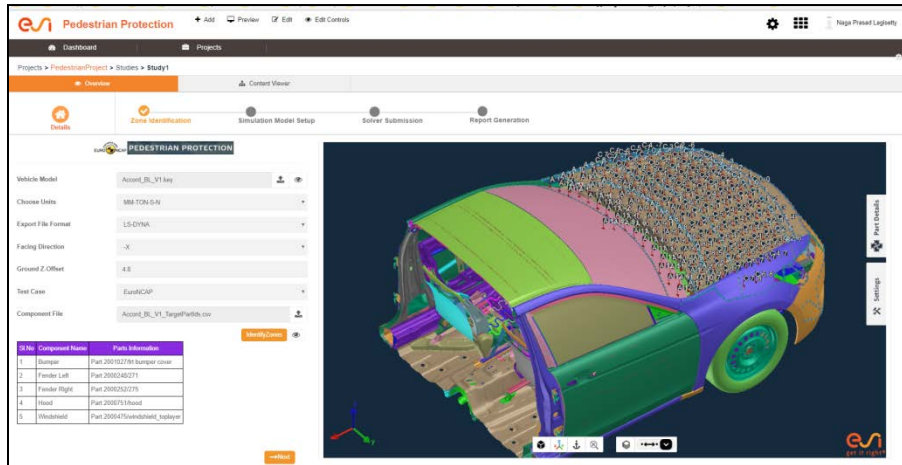 esi Pedestrian Protection + Add Preview Edit Edit Controls Naga Prasad Lagisetty
Dashboard Projects
Projects > PedestrianProject > Studies > Study1
Overview Content Viewer
Details Zone Identification Simulation Model Setup Solver Submission Report Generation
EURO NCAP PEDESTRIAN PROTECTION
Vehicle Model Accord_BL_V1.key
Choose Units MM-TON-S-N
Export File Format LS-DYNA
Facing Direction -X
Ground Z-Offset 4.8
Test Case EuroNCAP
Component File Accord_BL_V1_TargetPartIds.csv
IdentifyZones
Sl.No Component Name Parts Information
1 Bumper Part 2001027/frt bumper cover
2 Fender Left Part 2000246/271
3 Fender Right Part 2000252/275
4 Hood Part 2000751/hood
5 Windshield Part 2000475/windshield_toplayer
Next
Part Details
Settings
esi
get it right®